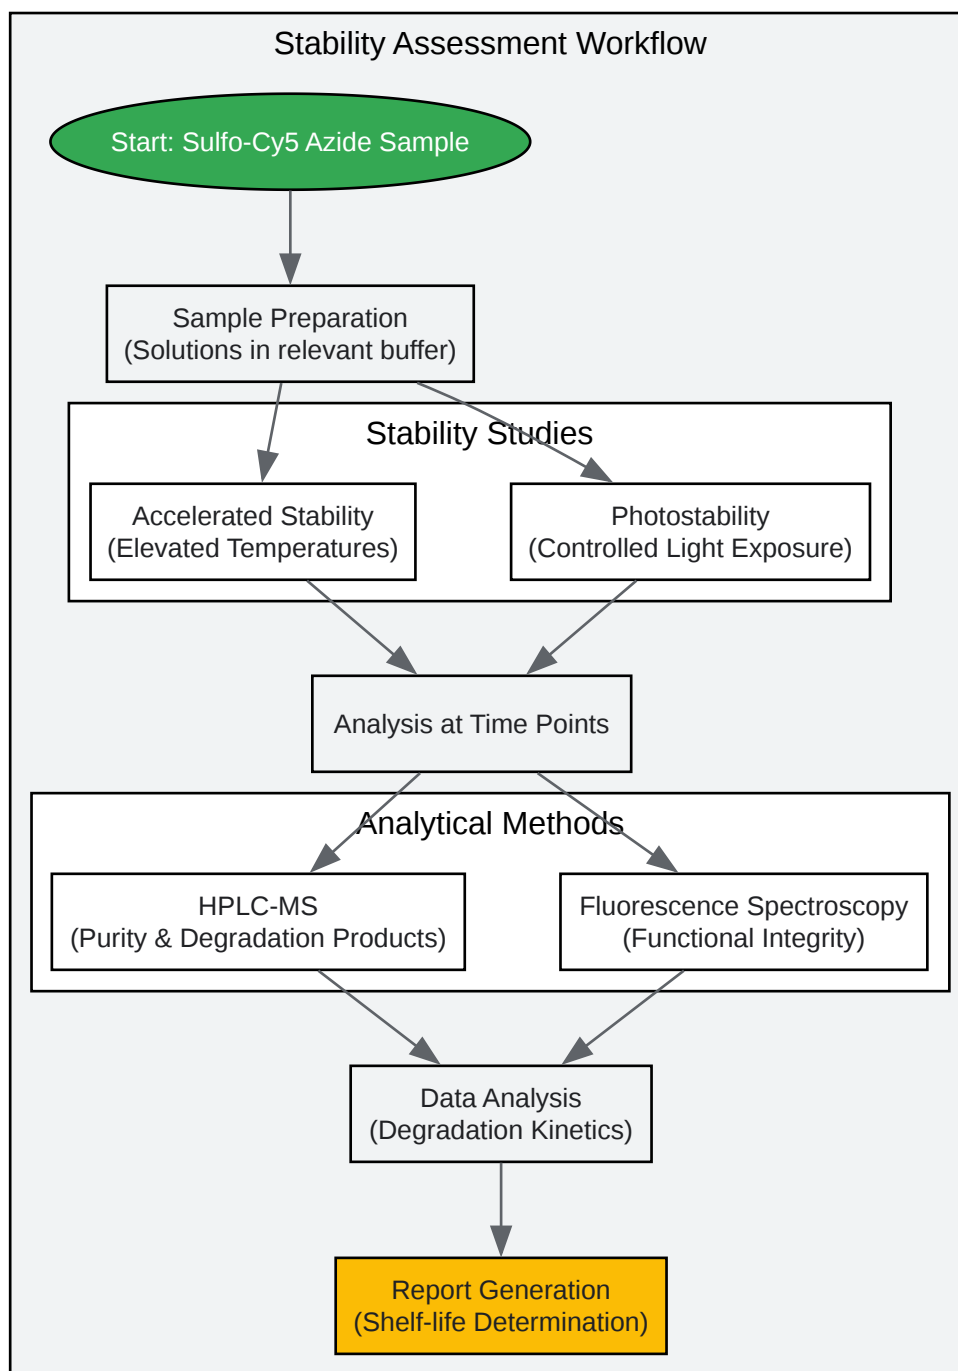 Stability Assessment Workflow
Start: Sulfo-Cy5 Azide Sample
Sample Preparation
(Solutions in relevant buffer)
Stability Studies
Accelerated Stability
(Elevated Temperatures)
Photostability
(Controlled Light Exposure)
Analysis at Time Points
Analytical Methods
HPLC-MS
(Purity & Degradation Products)
Fluorescence Spectroscopy
(Functional Integrity)
Data Analysis
(Degradation Kinetics)
Report Generation
(Shelf-life Determination)